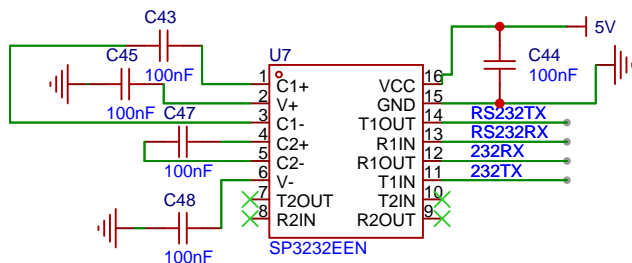 C43
100nF
C45
100nF
C47
100nF
C48
100nF
U7
1 C1+ VCC 16
2 V+ GND 15
3 C1- T1OUT 14
4 C2+ R1IN 13
5 C2- R1OUT 12
6 V- T1IN 11
7 T2OUT T2IN 10
8 R2IN R2OUT 9
SP3232EEN
5V
C44
100nF
RS232TX
RS232RX
232RX
232TX